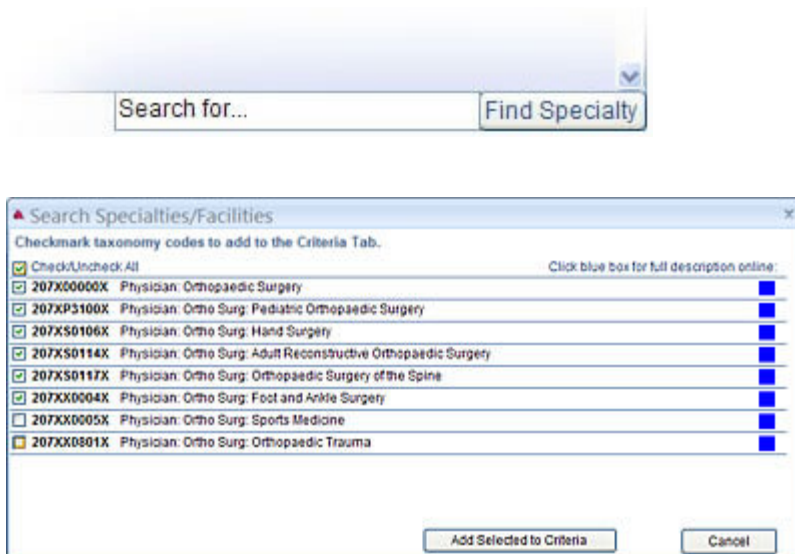 Search for... Find Specialty
Search Specialties/Facilities
Checkmark taxonomy codes to add to the Criteria Tab.
Check/Uncheck All Click blue box for full description online:
207X00000X Physician: Orthopaedic Surgery
207XP3100X Physician: Ortho Surg: Pediatric Orthopaedic Surgery
207XS0106X Physician: Ortho Surg: Hand Surgery
207XS0114X Physician: Ortho Surg: Adult Reconstructive Orthopaedic Surgery
207XS0117X Physician: Ortho Surg: Orthopaedic Surgery of the Spine
207XX0004X Physician: Ortho Surg: Foot and Ankle Surgery
207XX0005X Physician: Ortho Surg: Sports Medicine
207XX0801X Physician: Ortho Surg: Orthopaedic Trauma
Add Selected to Criteria Cancel